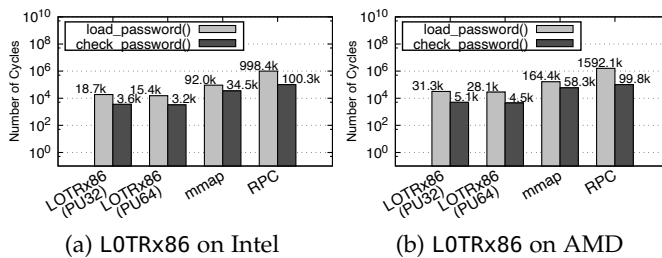 10^10
10^8
10^6
10^4
10^2
10^0
Number of Cycles
load_password()
check_password()
18.7k
3.6k
15.4k
3.2k
92.0k
34.5k
998.4k
100.3k
LOTRx86
(PU32)
LOTRx86
(PU64)
mmap
RPC
(a) LOTRx86 on Intel
10^10
10^8
10^6
10^4
10^2
10^0
Number of Cycles
load_password()
check_password()
31.3k
5.1k
28.1k
4.5k
164.4k
58.3k
1592.1k
99.8k
LOTRx86
(PU32)
LOTRx86
(PU64)
mmap
RPC
(b) LOTRx86 on AMD